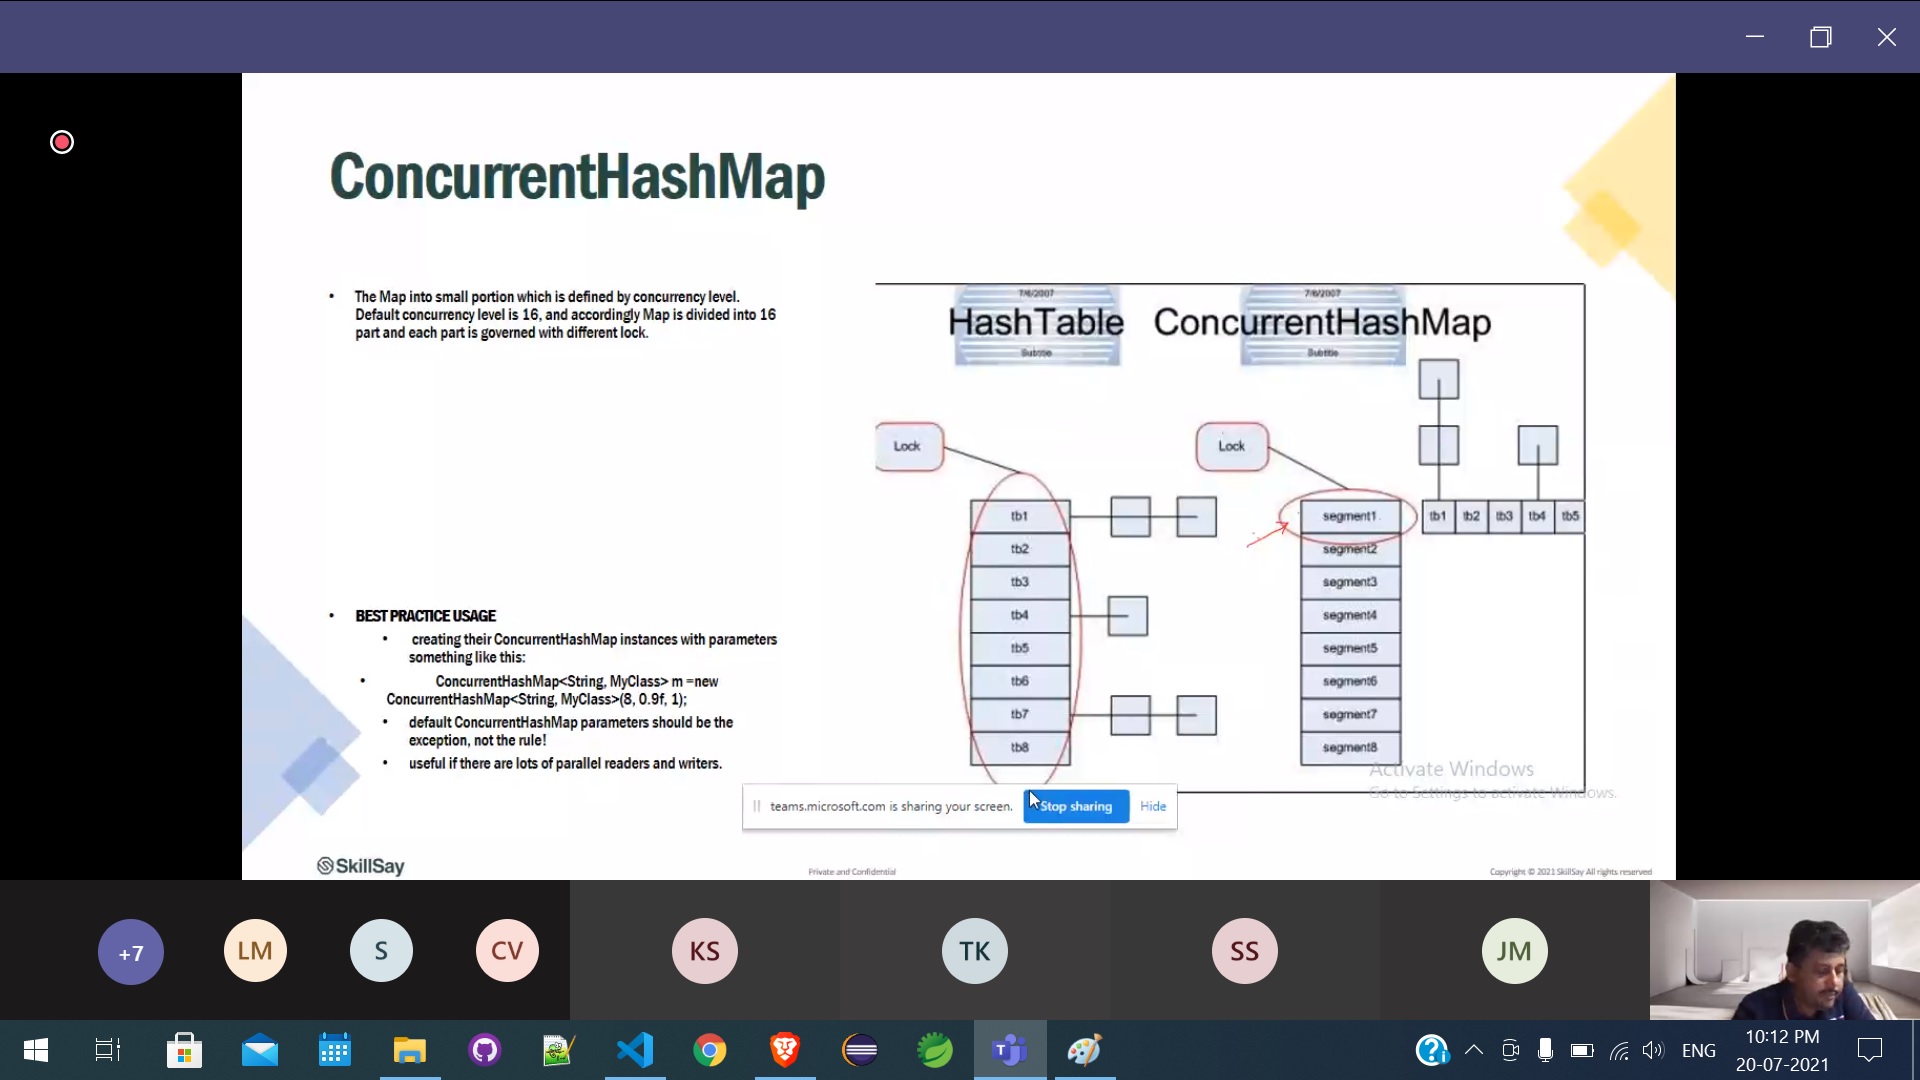 ConcurrentHashMap
• The Map into small portion which is defined by concurrency level.
Default concurrency level is 16, and accordingly Map is divided into 16
part and each part is governed with different lock.
• BEST PRACTICE USAGE
• creating their ConcurrentHashMap instances with parameters
something like this:
• ConcurrentHashMap<String, MyClass> m =new
ConcurrentHashMap<String, MyClass>(8, 0.9f, 1);
• default ConcurrentHashMap parameters should be the
exception, not the rule!
• useful if there are lots of parallel readers and writers.
7/6/2007
HashTable
Subtitle
7/6/2007
ConcurrentHashMap
Subtitle
Lock
tb1
tb2
tb3
tb4
tb5
tb6
tb7
tb8
Lock
segment1
segment2
segment3
segment4
segment5
segment6
segment7
segment8
tb1 tb2 tb3 tb4 tb5
Activate Windows
Go to Settings to activate Windows.
teams.microsoft.com is sharing your screen. Stop sharing Hide
SkillSay
Private and Confidential
Copyright © 2021 SkillSay All rights reserved
+7 LM S CV KS TK SS JM
ENG
10:12 PM
20-07-2021